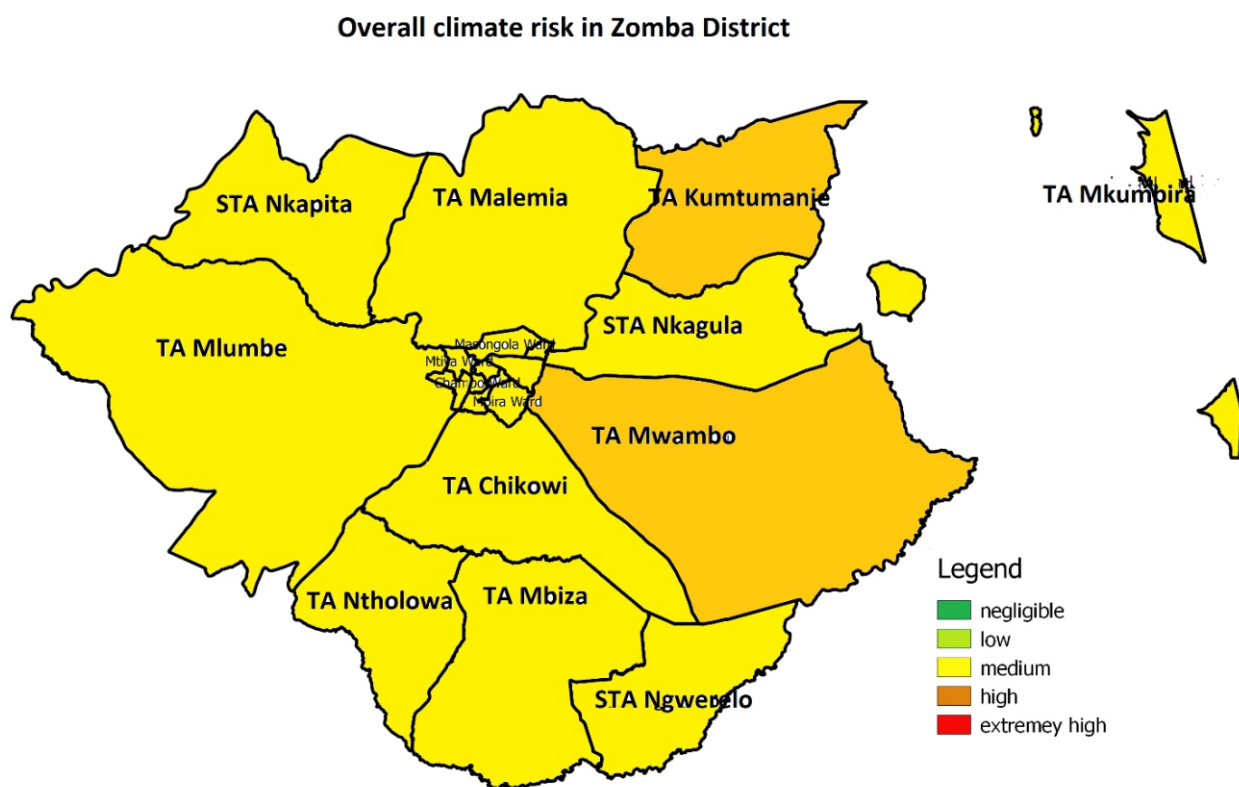 Overall climate risk in Zomba District
STA Nkapita
TA Malemia
TA Kumtumanje
TA Mkumbira
STA Nkagula
TA Mlumbe
Masongola Ward
Mtiya Ward
Chambo Ward
Mpira Ward
TA Mwambo
TA Chikowi
TA Ntholowa
TA Mbiza
STA Ngwerelo
Legend
negligible
low
medium
high
extremey high